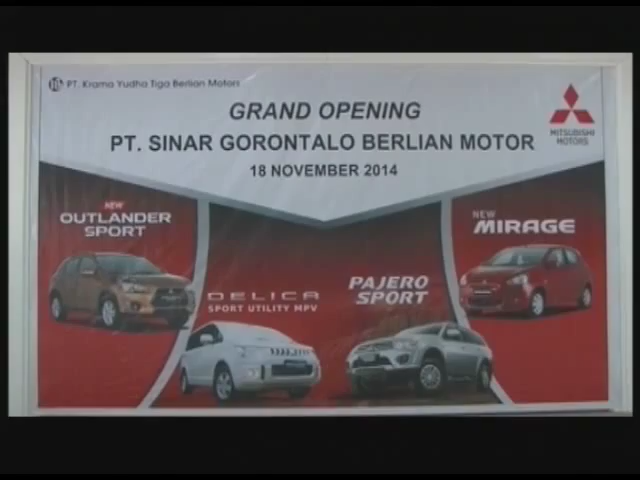 PT. Krama Yudha Tiga Berlian Motors
GRAND OPENING
PT. SINAR GORONTALO BERLIAN MOTOR
18 NOVEMBER 2014
MITSUBISHI
MOTORS
NEW
OUTLANDER
SPORT
DELICA
SPORT UTILITY MPV
PAJERO
SPORT
NEW
MIRAGE